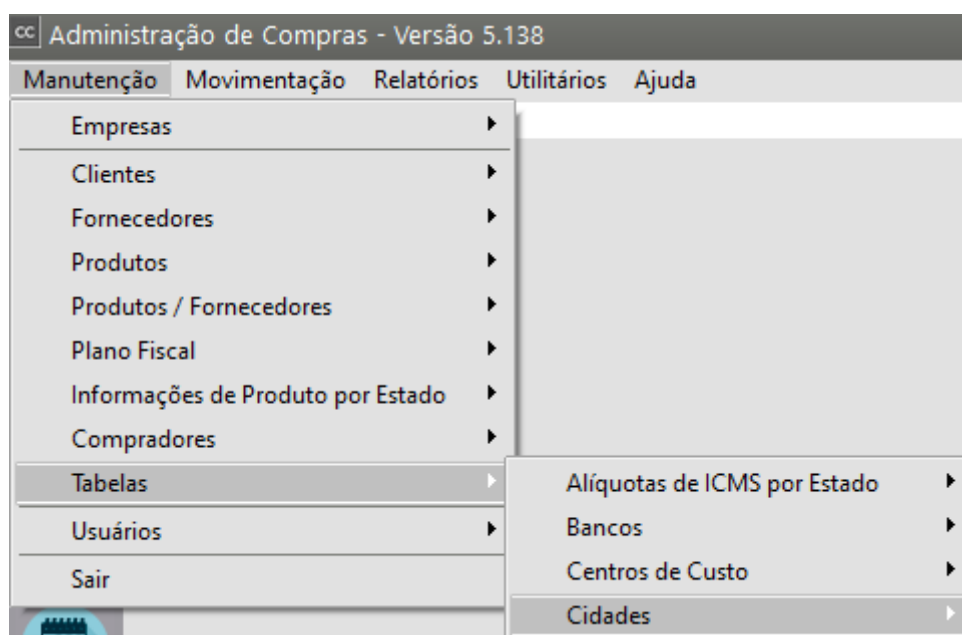 cc Administração de Compras - Versão 5.138
Manutenção Movimentação Relatórios Utilitários Ajuda
Empresas
Clientes
Fornecedores
Produtos
Produtos / Fornecedores
Plano Fiscal
Informações de Produto por Estado
Compradores
Tabelas
Usuários
Sair
Alíquotas de ICMS por Estado
Bancos
Centros de Custo
Cidades